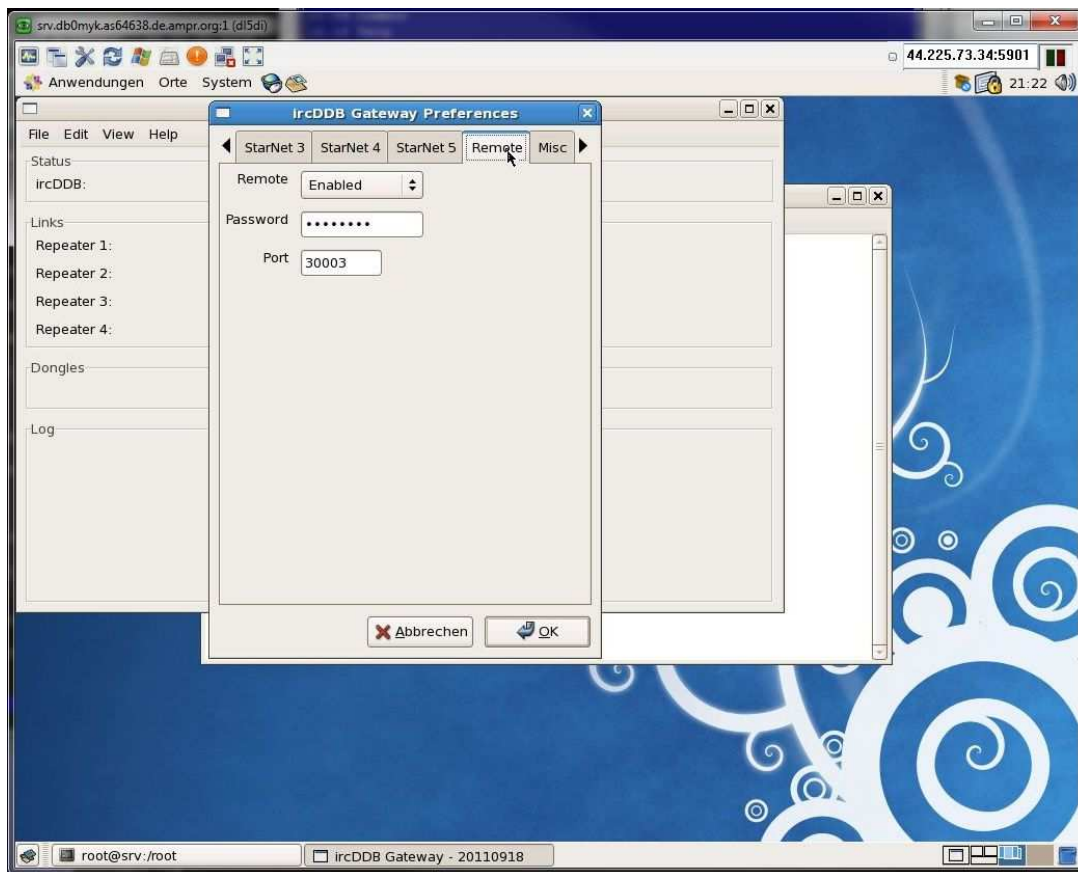 srv.db0myk.as64638.de.ampr.org:1 (dl5di)
44.225.73.34:5901
Anwendungen Orte System
21:22
ircDDB Gateway Preferences
File Edit View Help
StarNet 3 StarNet 4 StarNet 5 Remote Misc
Status
ircDDB:
Remote Enabled
Links
Password ••••••••
Repeater 1:
Port 30003
Repeater 2:
Repeater 3:
Repeater 4:
Dongles
Log
Abbrechen OK
root@srv:/root
ircDDB Gateway - 20110918